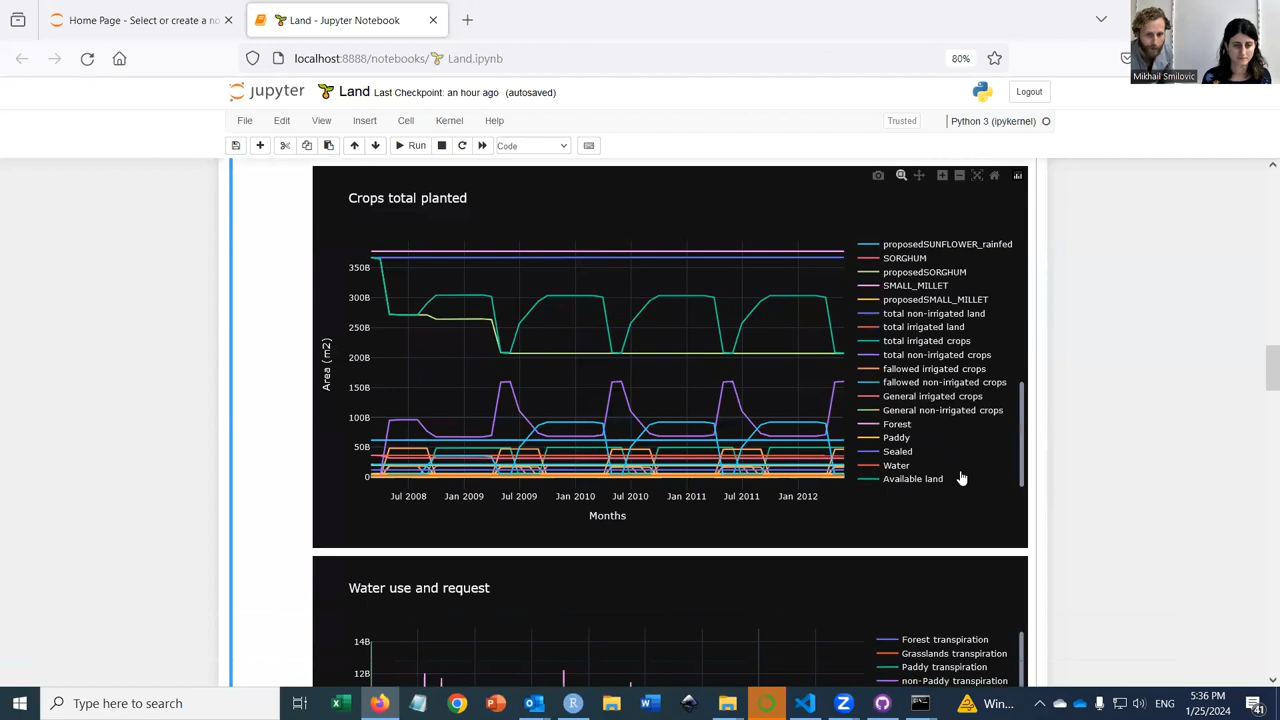 Home Page - Select or create a no
Land - Jupyter Notebook
Mikhail Smilovic
localhost:8888/notebooks/ Land.ipynb
80%
jupyter Land Last Checkpoint: an hour ago (autosaved)
Logout
File Edit View Insert Cell Kernel Help
Trusted
Python 3 (ipykernel)
Run
Code
Crops total planted
Area (m2)
350B
300B
250B
200B
150B
100B
50B
0
Jul 2008 Jan 2009 Jul 2009 Jan 2010 Jul 2010 Jan 2011 Jul 2011 Jan 2012
Months
proposedSUNFLOWER_rainfed
SORGHUM
proposedSORGHUM
SMALL_MILLET
proposedSMALL_MILLET
total non-irrigated land
total irrigated land
total irrigated crops
total non-irrigated crops
fallowed irrigated crops
fallowed non-irrigated crops
General irrigated crops
General non-irrigated crops
Forest
Paddy
Sealed
Water
Available land
Water use and request
14B
12B
Forest transpiration
Grasslands transpiration
Paddy transpiration
non-Paddy transpiration
Type here to search
Win...
ENG
5:36 PM
1/25/2024
41